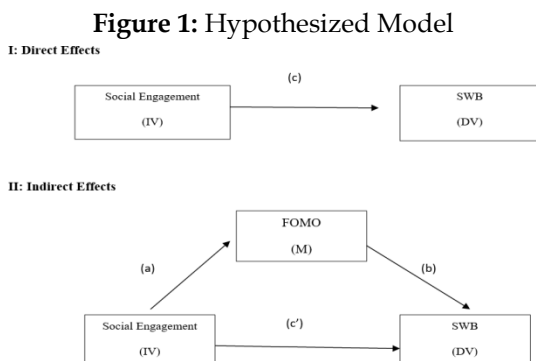 Figure 1: Hypothesized Model
I: Direct Effects
(c)
Social Engagement
(IV)
SWB
(DV)
II: Indirect Effects
FOMO
(M)
(a)
(b)
Social Engagement
(IV)
(c')
SWB
(DV)